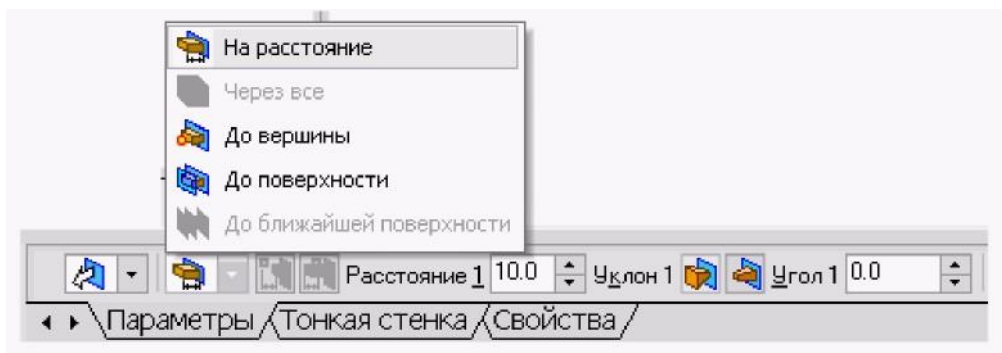 На расстояние
Через все
До вершины
До поверхности
До ближайшей поверхности
Расстояние 1 10.0 Уклон 1 Угол 1 0.0
Параметры Тонкая стенка Свойства